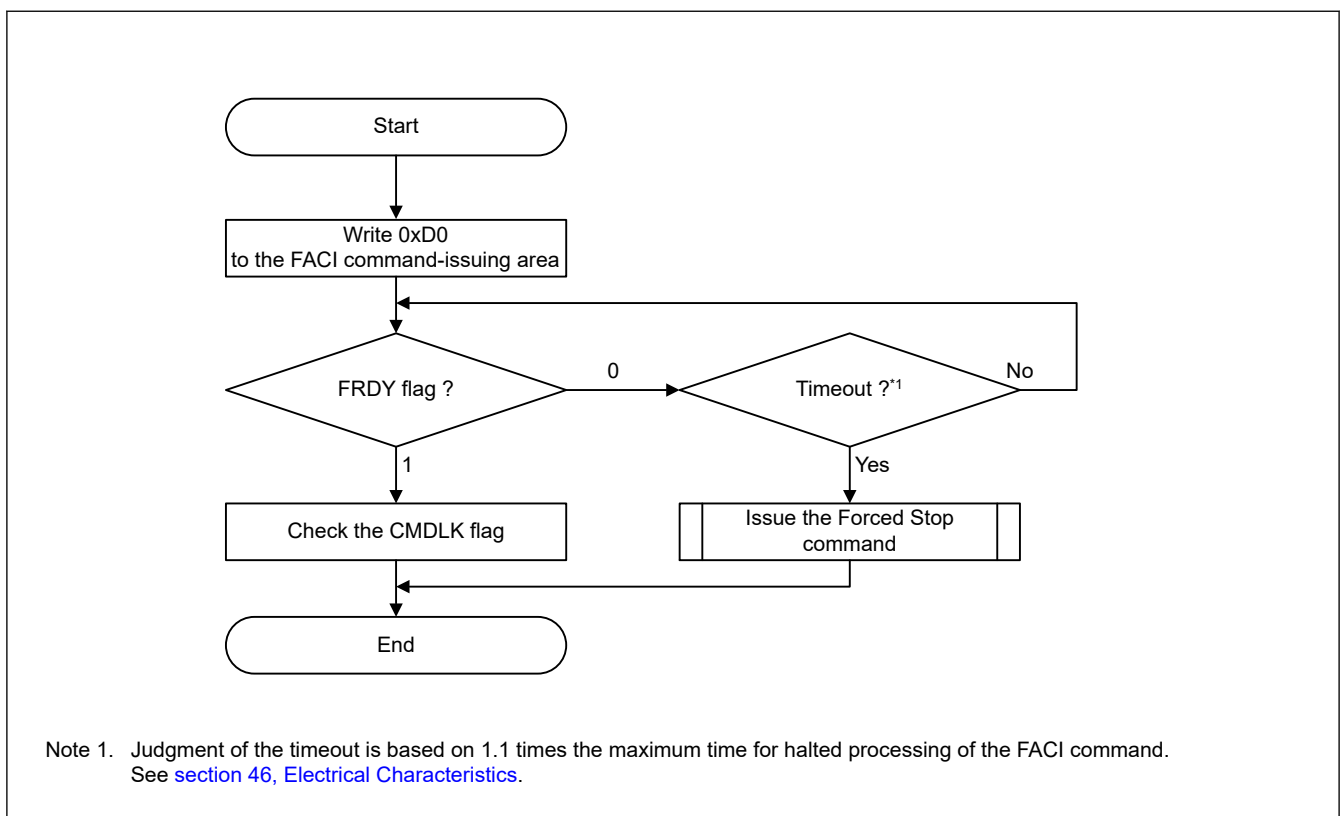 Start
Write 0xD0
to the FACI command-issuing area
FRDY flag ?
0
Timeout ?*1
No
1
Yes
Check the CMDLK flag
Issue the Forced Stop
command
End
Note 1. Judgment of the timeout is based on 1.1 times the maximum time for halted processing of the FACI command.
See section 46, Electrical Characteristics.